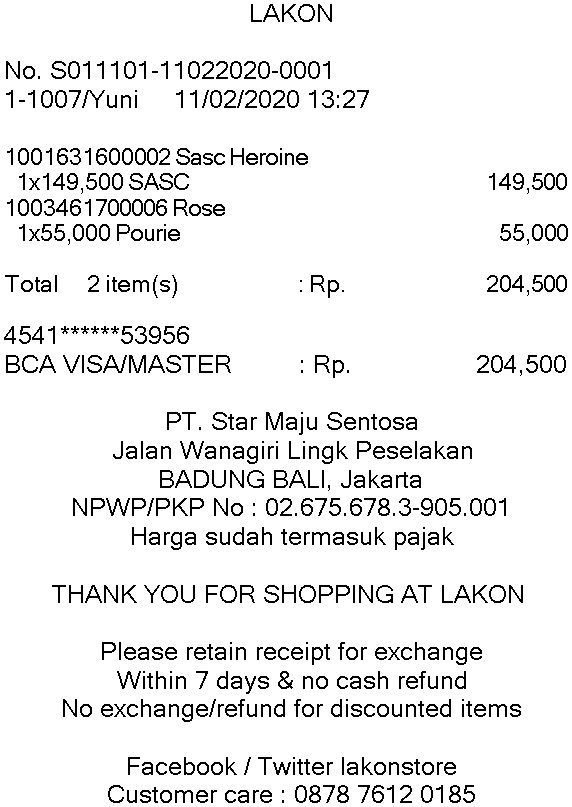 LAKON
No. S011101-11022020-0001
1-1007/Yuni 11/02/2020 13:27
1001631600002 Sasc Heroine
1x149,500 SASC 149,500
1003461700006 Rose
1x55,000 Pourie 55,000
Total 2 item(s) : Rp. 204,500
4541******53956
BCA VISA/MASTER : Rp. 204,500
PT. Star Maju Sentosa
Jalan Wanagiri Lingk Peselakan
BADUNG BALI, Jakarta
NPWP/PKP No : 02.675.678.3-905.001
Harga sudah termasuk pajak
THANK YOU FOR SHOPPING AT LAKON
Please retain receipt for exchange
Within 7 days & no cash refund
No exchange/refund for discounted items
Facebook / Twitter lakonstore
Customer care : 0878 7612 0185